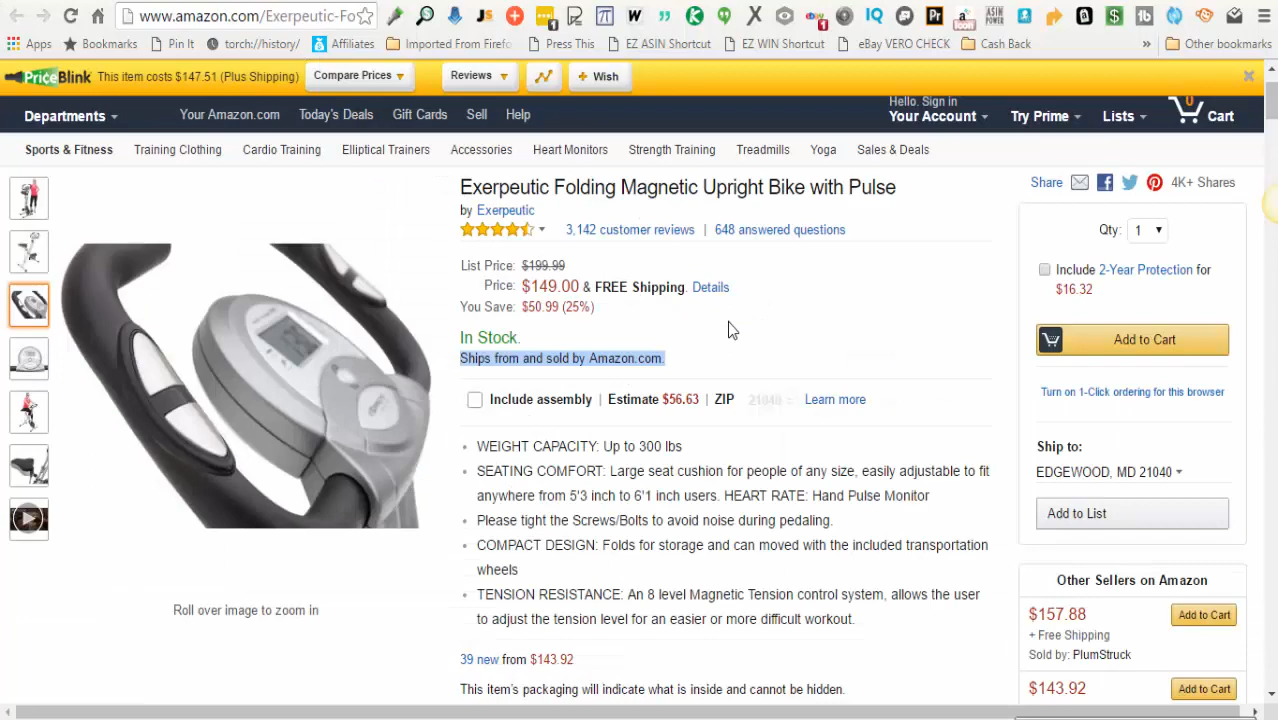 www.amazon.com/Exerpeutic-Fo
Apps Bookmarks Pin It torch://history/ Affiliates Imported From Firefo Press This EZ ASIN Shortcut EZ WIN Shortcut eBay VERO CHECK Cash Back » Other bookmarks
PriceBlink This item costs $147.51 (Plus Shipping) Compare Prices Reviews + Wish
Departments Your Amazon.com Today's Deals Gift Cards Sell Help
Hello. Sign in
Your Account Try Prime Lists 0 Cart
Sports & Fitness Training Clothing Cardio Training Elliptical Trainers Accessories Heart Monitors Strength Training Treadmills Yoga Sales & Deals
Exerpeutic Folding Magnetic Upright Bike with Pulse
by Exerpeutic
3,142 customer reviews | 648 answered questions
List Price: $199.99
Price: $149.00 & FREE Shipping. Details
You Save: $50.99 (25%)
In Stock.
Ships from and sold by Amazon.com.
Include assembly | Estimate $56.63 | ZIP 21040 Learn more
• WEIGHT CAPACITY: Up to 300 lbs
• SEATING COMFORT: Large seat cushion for people of any size, easily adjustable to fit
anywhere from 5'3 inch to 6'1 inch users. HEART RATE: Hand Pulse Monitor
• Please tight the Screws/Bolts to avoid noise during pedaling.
• COMPACT DESIGN: Folds for storage and can moved with the included transportation
wheels
• TENSION RESISTANCE: An 8 level Magnetic Tension control system, allows the user
to adjust the tension level for an easier or more difficult workout.
39 new from $143.92
This item's packaging will indicate what is inside and cannot be hidden.
Roll over image to zoom in
Share 4K+ Shares
Qty: 1
Include 2-Year Protection for
$16.32
Add to Cart
Turn on 1-Click ordering for this browser
Ship to:
EDGEWOOD, MD 21040
Add to List
Other Sellers on Amazon
$157.88 Add to Cart
+ Free Shipping
Sold by: PlumStruck
$143.92 Add to Cart